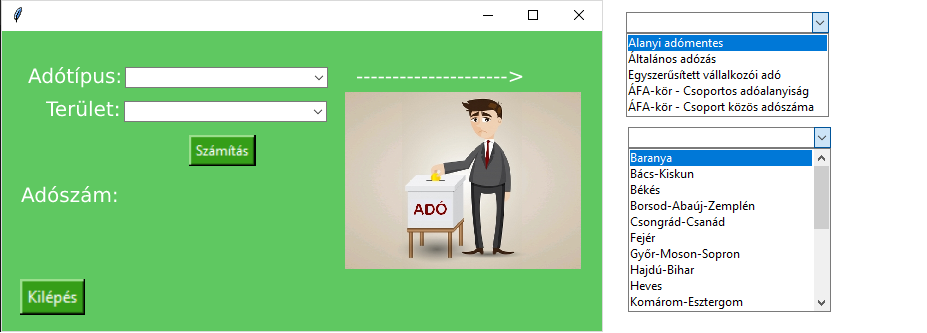 Adótípus:
-------------------->
Terület:
Számítás
ADÓ
Adószám:
Kilépés
Alanyi adómentes
Általános adózás
Egyszerűsített vállalkozói adó
ÁFA-kör - Csoportos adóalanyiság
ÁFA-kör - Csoport közös adószáma
Baranya
Bács-Kiskun
Békés
Borsod-Abaúj-Zemplén
Csongrád-Csanád
Fejér
Győr-Moson-Sopron
Hajdú-Bihar
Heves
Komárom-Esztergom